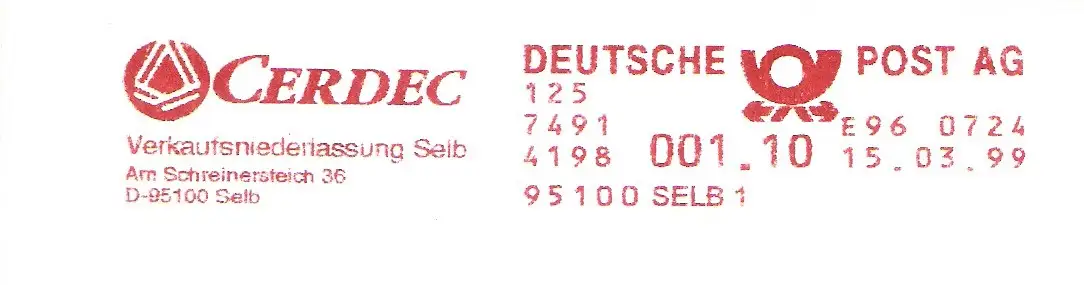 CERDEC
Verkaufsniederlassung Selb
Am Schreinersteich 36
D-95100 Selb
DEUTSCHE POST AG
125
7491 E96 0724
4198 001.10 15.03.99
95100 SELB 1